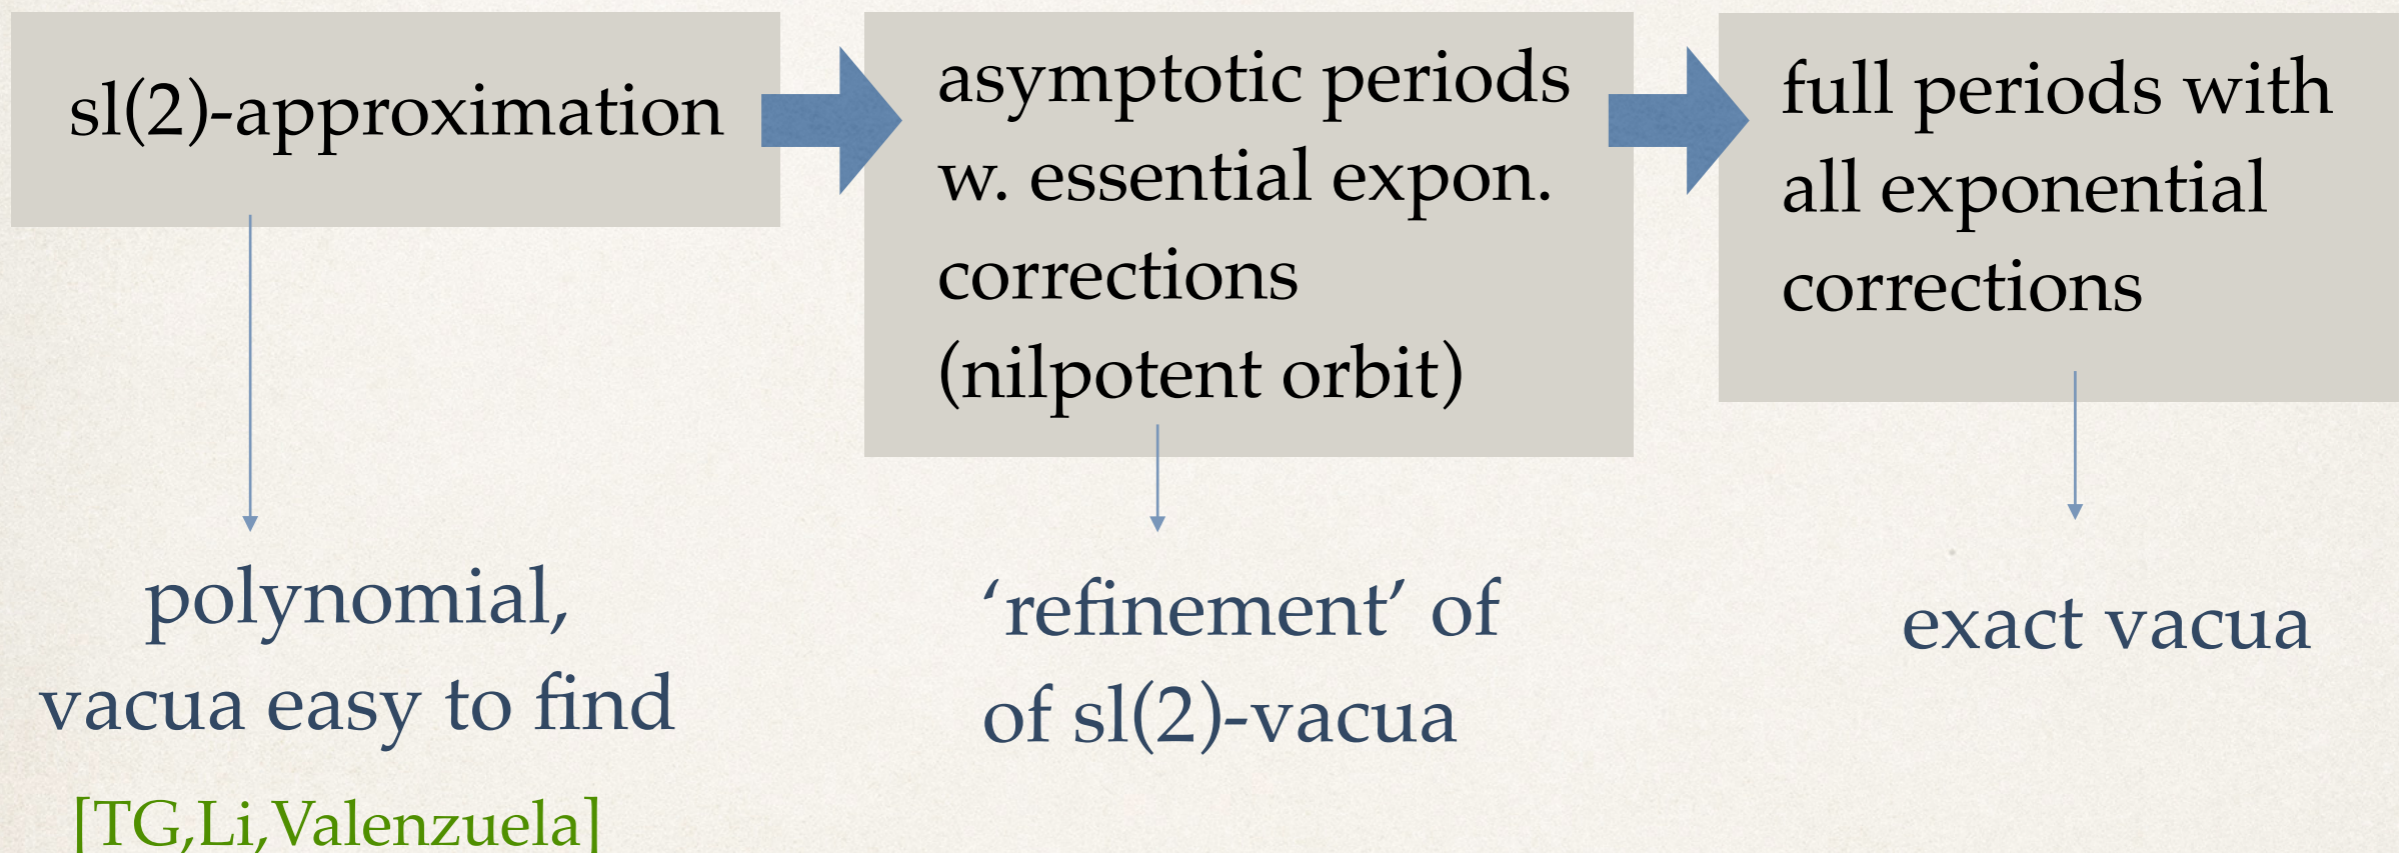 sl(2)-approximation
asymptotic periods
w. essential expon.
corrections
(nilpotent orbit)
full periods with
all exponential
corrections
polynomial,
vacua easy to find
[TG,Li,Valenzuela]
‘refinement’ of
of sl(2)-vacua
exact vacua